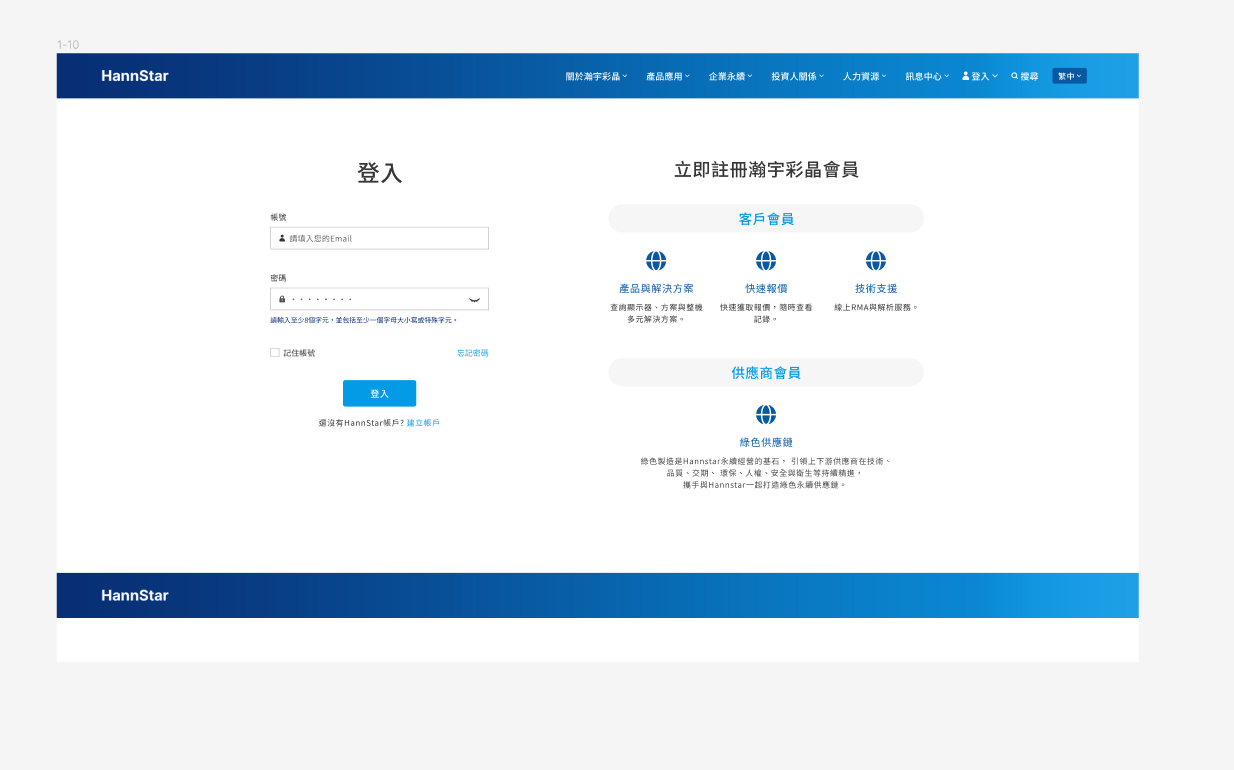 1-10
HannStar
關於瀚宇彩晶
產品應用
企業永續
投資人關係
人力資源
訊息中心
登入
搜尋
繁中
登入
帳號
請填入您的Email
密碼
請輸入至少8個字元，並包括至少一個字母大小寫或特殊字元。
記住帳號
忘記密碼
登入
還沒有HannStar帳戶? 建立帳戶
立即註冊瀚宇彩晶會員
客戶會員
產品與解決方案
查詢顯示器、方案與整機
多元解決方案。
快速報價
快速獲取報價，隨時查看
記錄。
技術支援
線上RMA與解析服務。
供應商會員
綠色供應鏈
綠色製造是Hannstar永續經營的基石， 引領上下游供應商在技術、
品質、交期、 環保、人權、安全與衛生等持續精進，
攜手與Hannstar一起打造綠色永續供應鏈。
HannStar